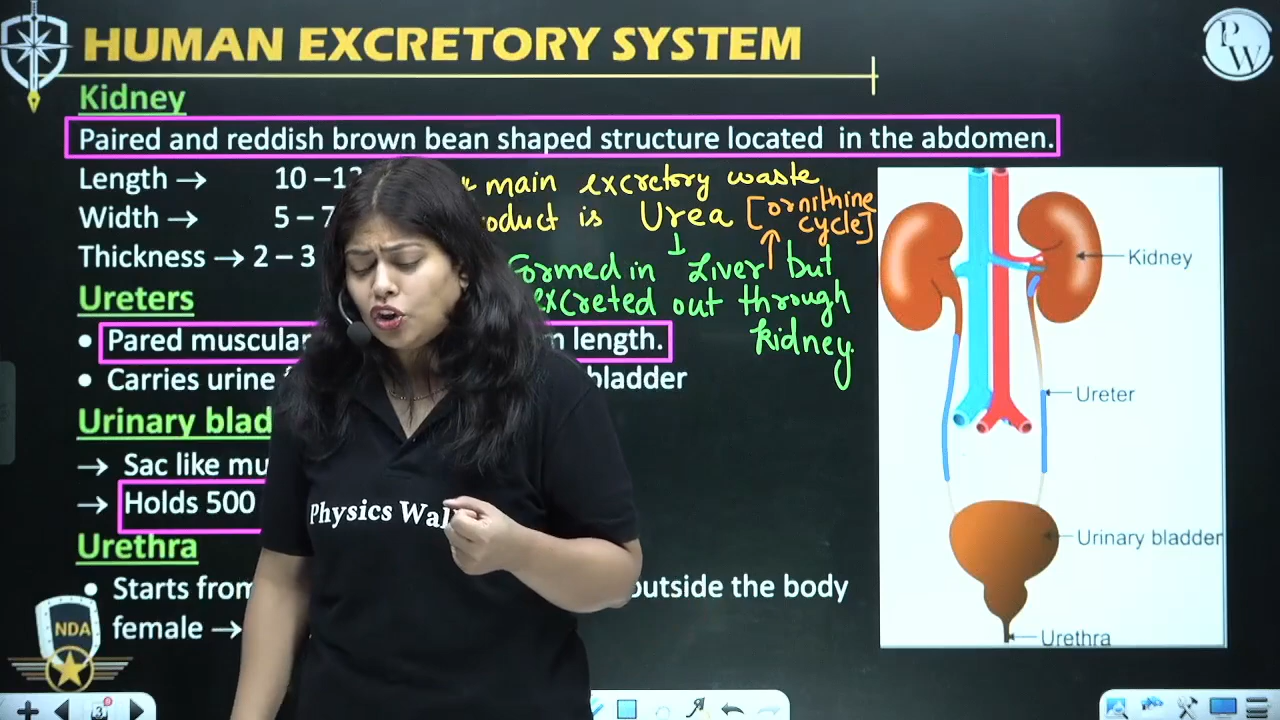 HUMAN EXCRETORY SYSTEM
PW
Kidney
Paired and reddish brown bean shaped structure located in the abdomen.
Length → 10 –12
Width → 5 – 7
Thickness → 2 – 3
main excretory waste
product is Urea [ornithine cycle]
Formed in Liver but
excreted out through
kidney.
Ureters
• Pared muscular length.
• Carries urine bladder
Urinary blad
→ Sac like mu
→ Holds 500
Urethra
• Starts from outside the body
female →
Physics Wal
NDA
Kidney
Ureter
Urinary bladder
Urethra